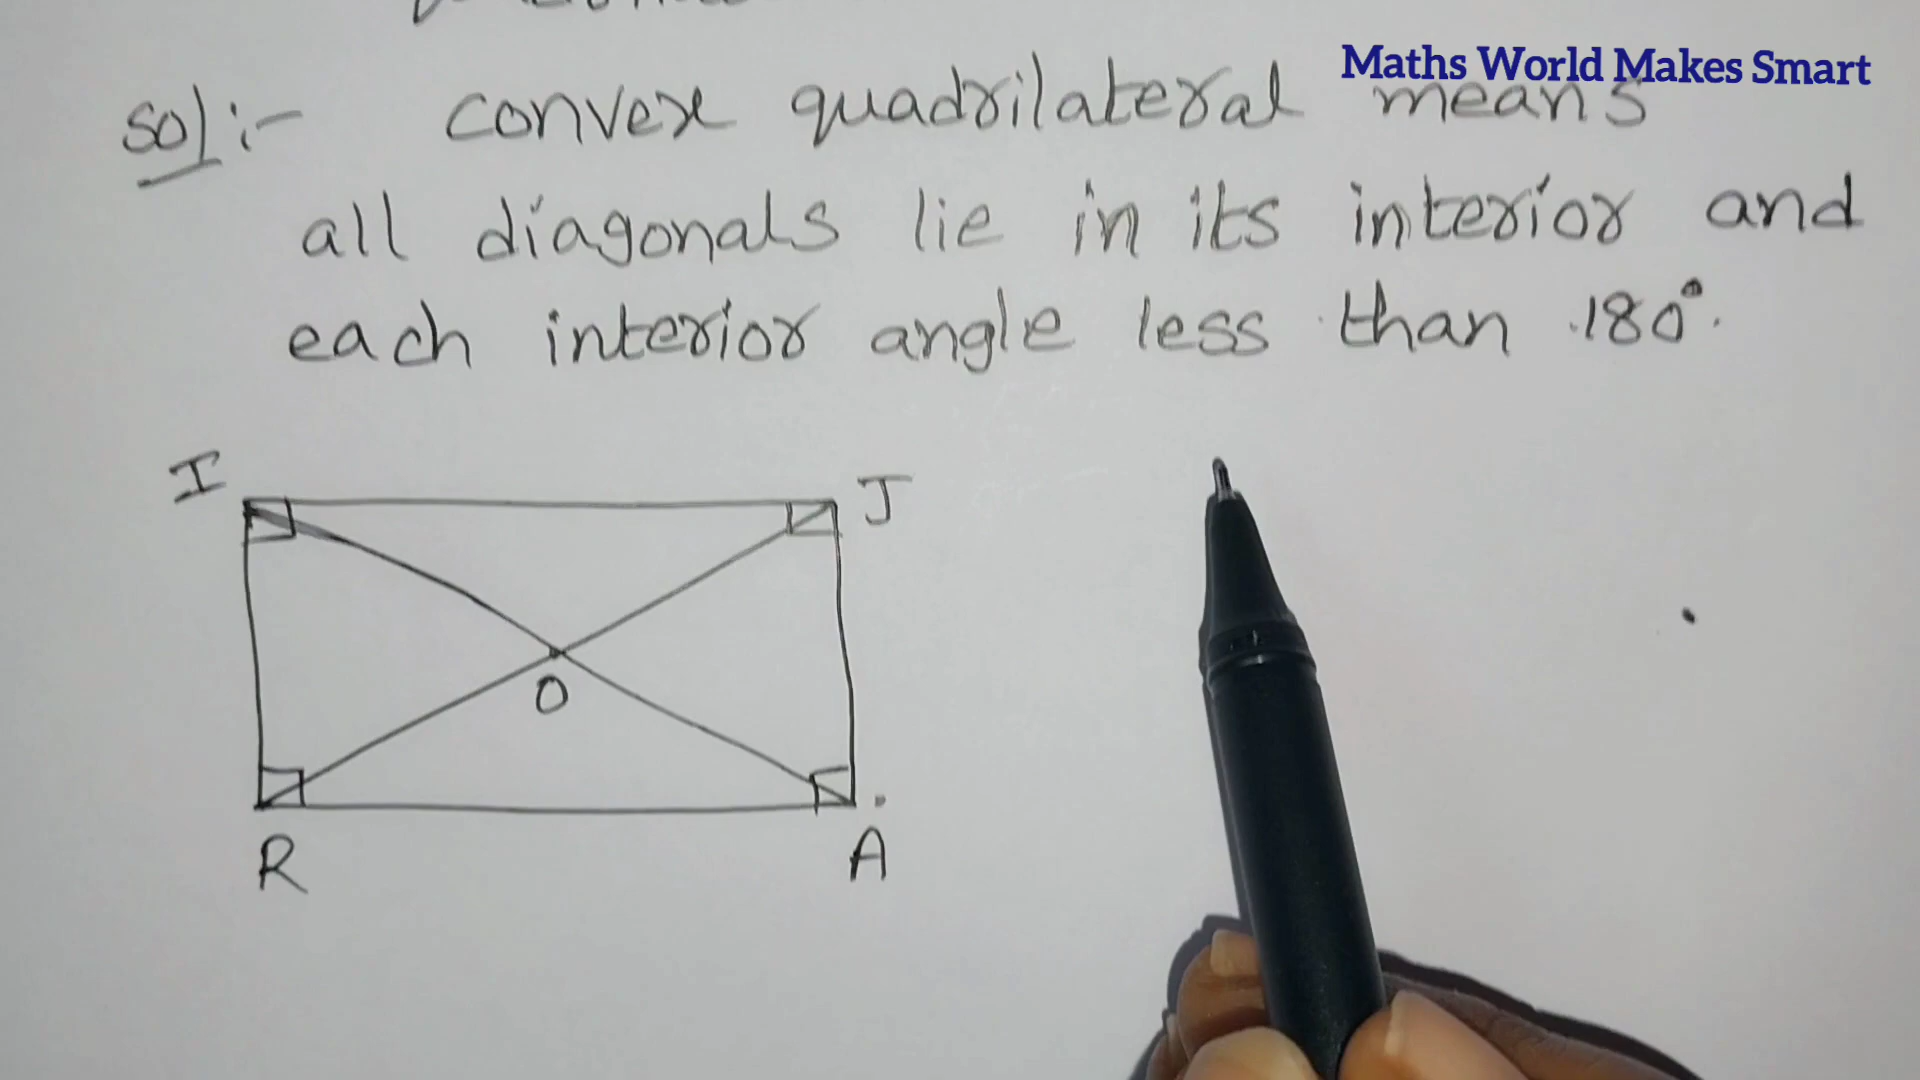 Maths World Makes Smart
Sol :- convex quadrilateral means
all diagonals lie in its interior and
each interior angle less than 180°.
I
J
O
R
A